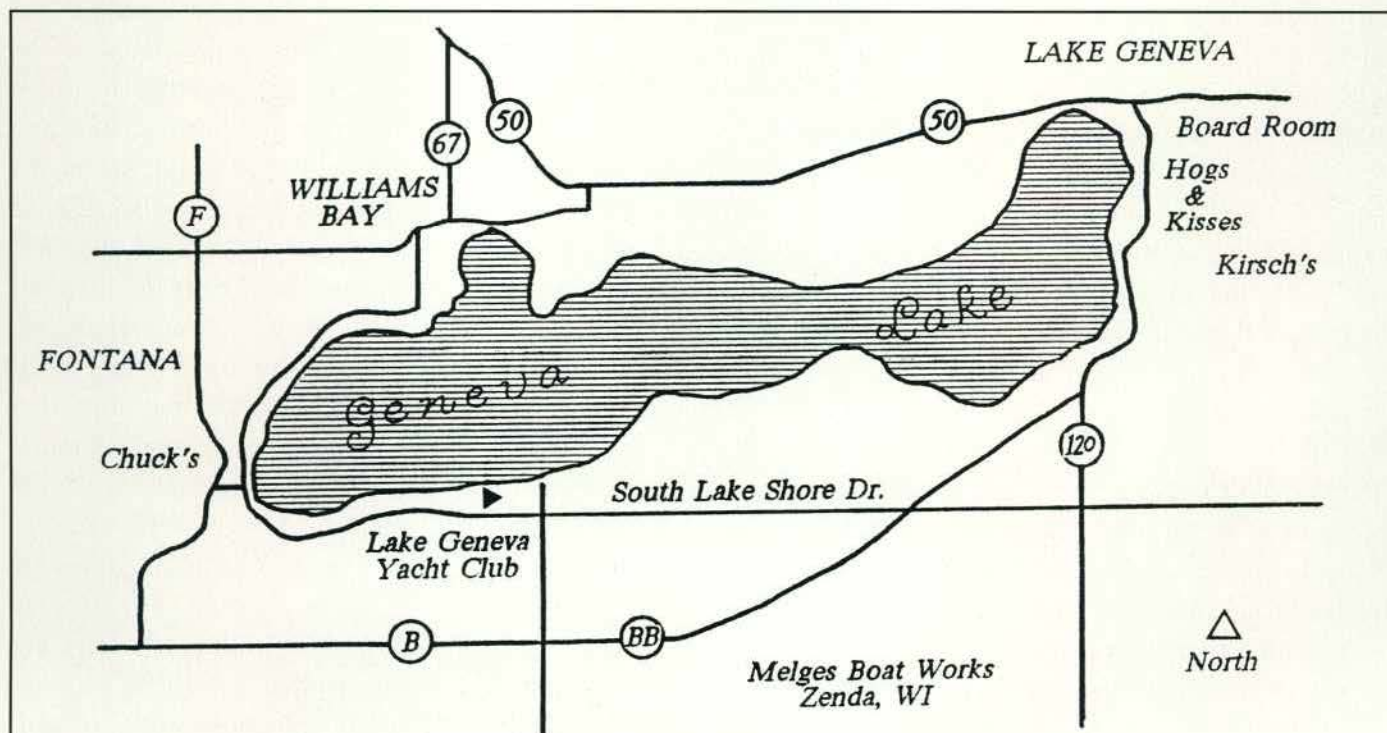 LAKE GENEVA
50
50
Board Room
67
Hogs
&
Kisses
WILLIAMS
BAY
F
Kirsch's
Lake
FONTANA
Geneva
Chuck's
120
South Lake Shore Dr.
Lake Geneva
Yacht Club
B
BB
Melges Boat Works
Zenda, WI
North